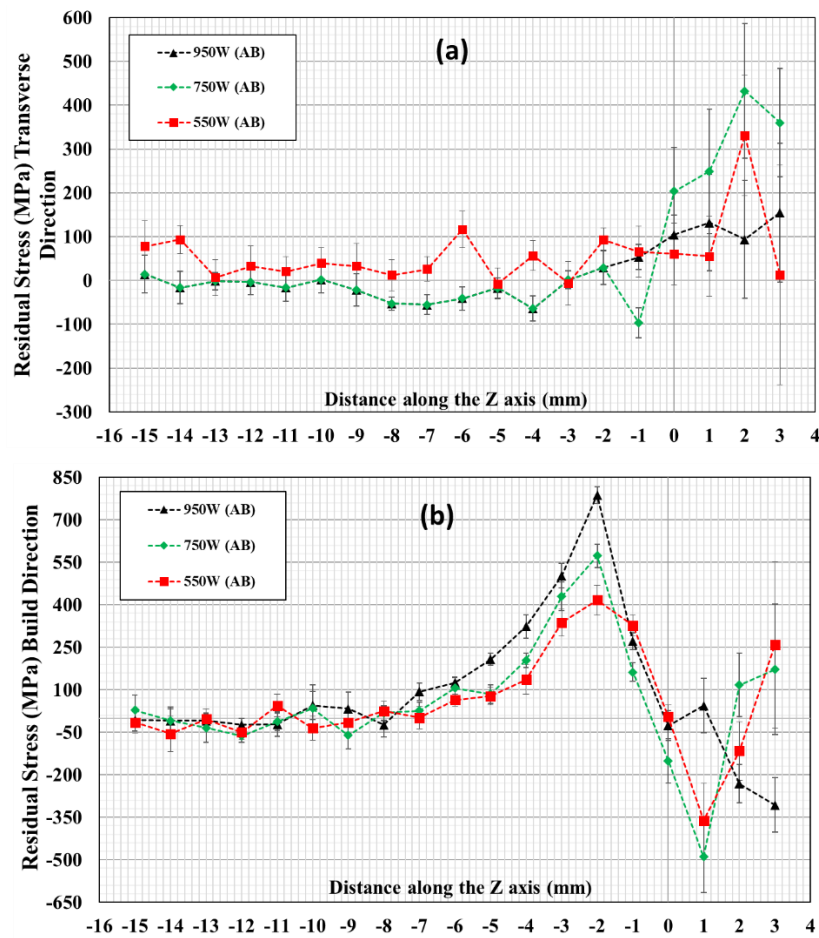 (a)
950W (AB)
750W (AB)
550W (AB)
Residual Stress (MPa) Transverse
Direction
600
500
400
300
200
100
0
-100
-200
-300
Distance along the Z axis (mm)
-16 -15 -14 -13 -12 -11 -10 -9 -8 -7 -6 -5 -4 -3 -2 -1 0 1 2 3 4
(b)
950W (AB)
750W (AB)
550W (AB)
Residual Stress (MPa) Build Direction
850
700
550
400
250
100
-50
-200
-350
-500
-650
Distance along the Z axis (mm)
-16 -15 -14 -13 -12 -11 -10 -9 -8 -7 -6 -5 -4 -3 -2 -1 0 1 2 3 4